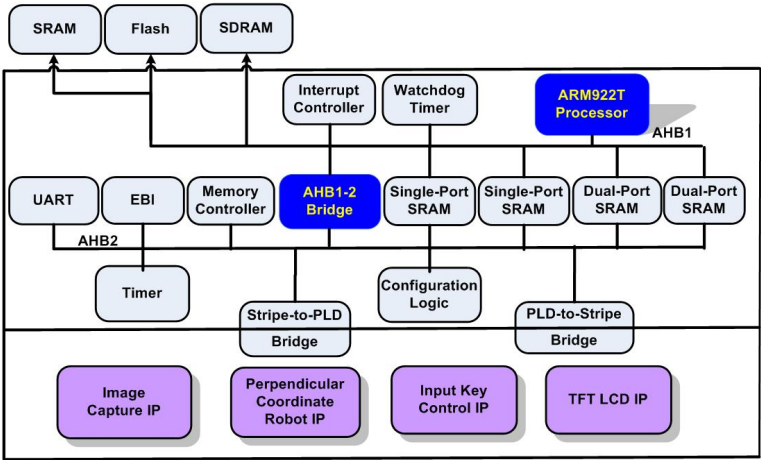 SRAM
Flash
SDRAM
Interrupt
Controller
Watchdog
Timer
ARM922T
Processor
AHB1
UART
EBI
Memory
Controller
AHB1-2
Bridge
Single-Port
SRAM
Single-Port
SRAM
Dual-Port
SRAM
Dual-Port
SRAM
AHB2
Timer
Configuration
Logic
Stripe-to-PLD
Bridge
PLD-to-Stripe
Bridge
Image
Capture IP
Perpendicular
Coordinate
Robot IP
Input Key
Control IP
TFT LCD IP